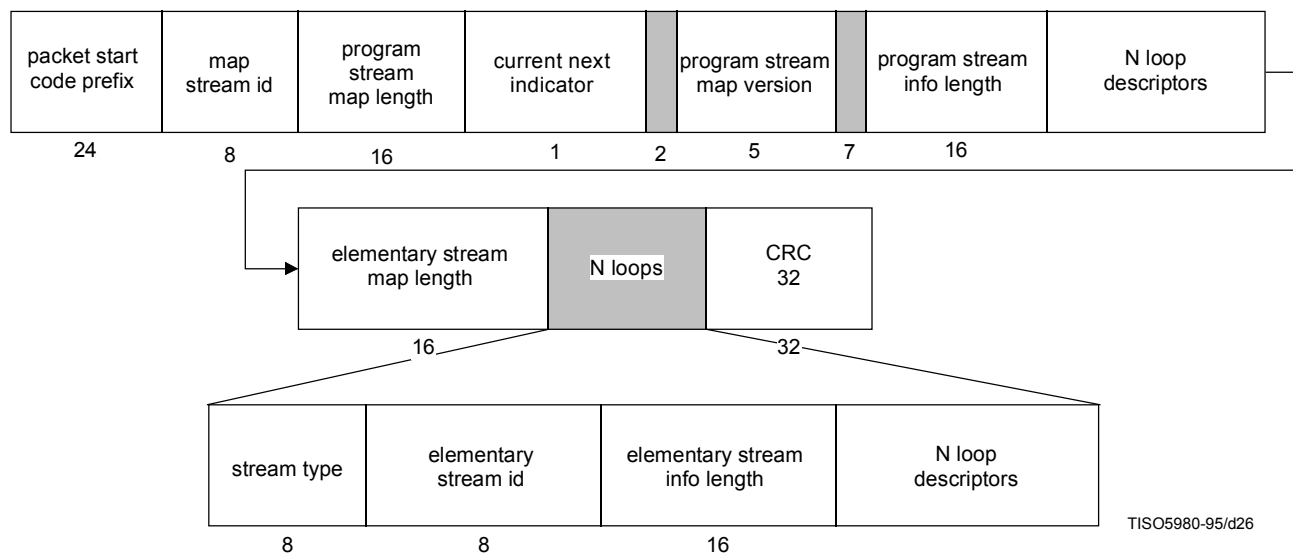 packet start
code prefix
map
stream id
program
stream
map length
current next
indicator
program stream
map version
program stream
info length
N loop
descriptors
24
8
16
1
2
5
7
16
elementary stream
map length
N loops
CRC
32
16
32
stream type
elementary
stream id
elementary stream
info length
N loop
descriptors
8
8
16
TISO5980-95/d26